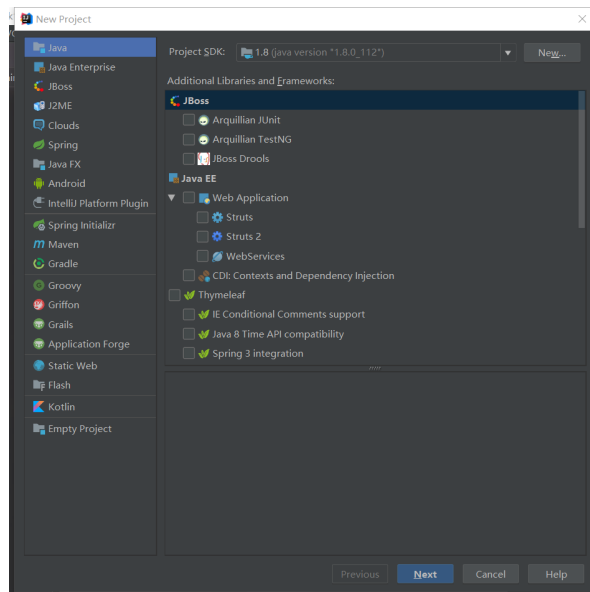 New Project
Java
Java Enterprise
JBoss
J2ME
Clouds
Spring
Java FX
Android
IntelliJ Platform Plugin
Spring Initializr
Maven
Gradle
Groovy
Griffon
Grails
Application Forge
Static Web
Flash
Kotlin
Empty Project
Project SDK: 1.8 (java version "1.8.0_112") New...
Additional Libraries and Frameworks:
JBoss
Arquillian JUnit
Arquillian TestNG
JBoss Drools
Java EE
Web Application
Struts
Struts 2
WebServices
CDI: Contexts and Dependency Injection
Thymeleaf
IE Conditional Comments support
Java 8 Time API compatibility
Spring 3 integration
Previous Next Cancel Help